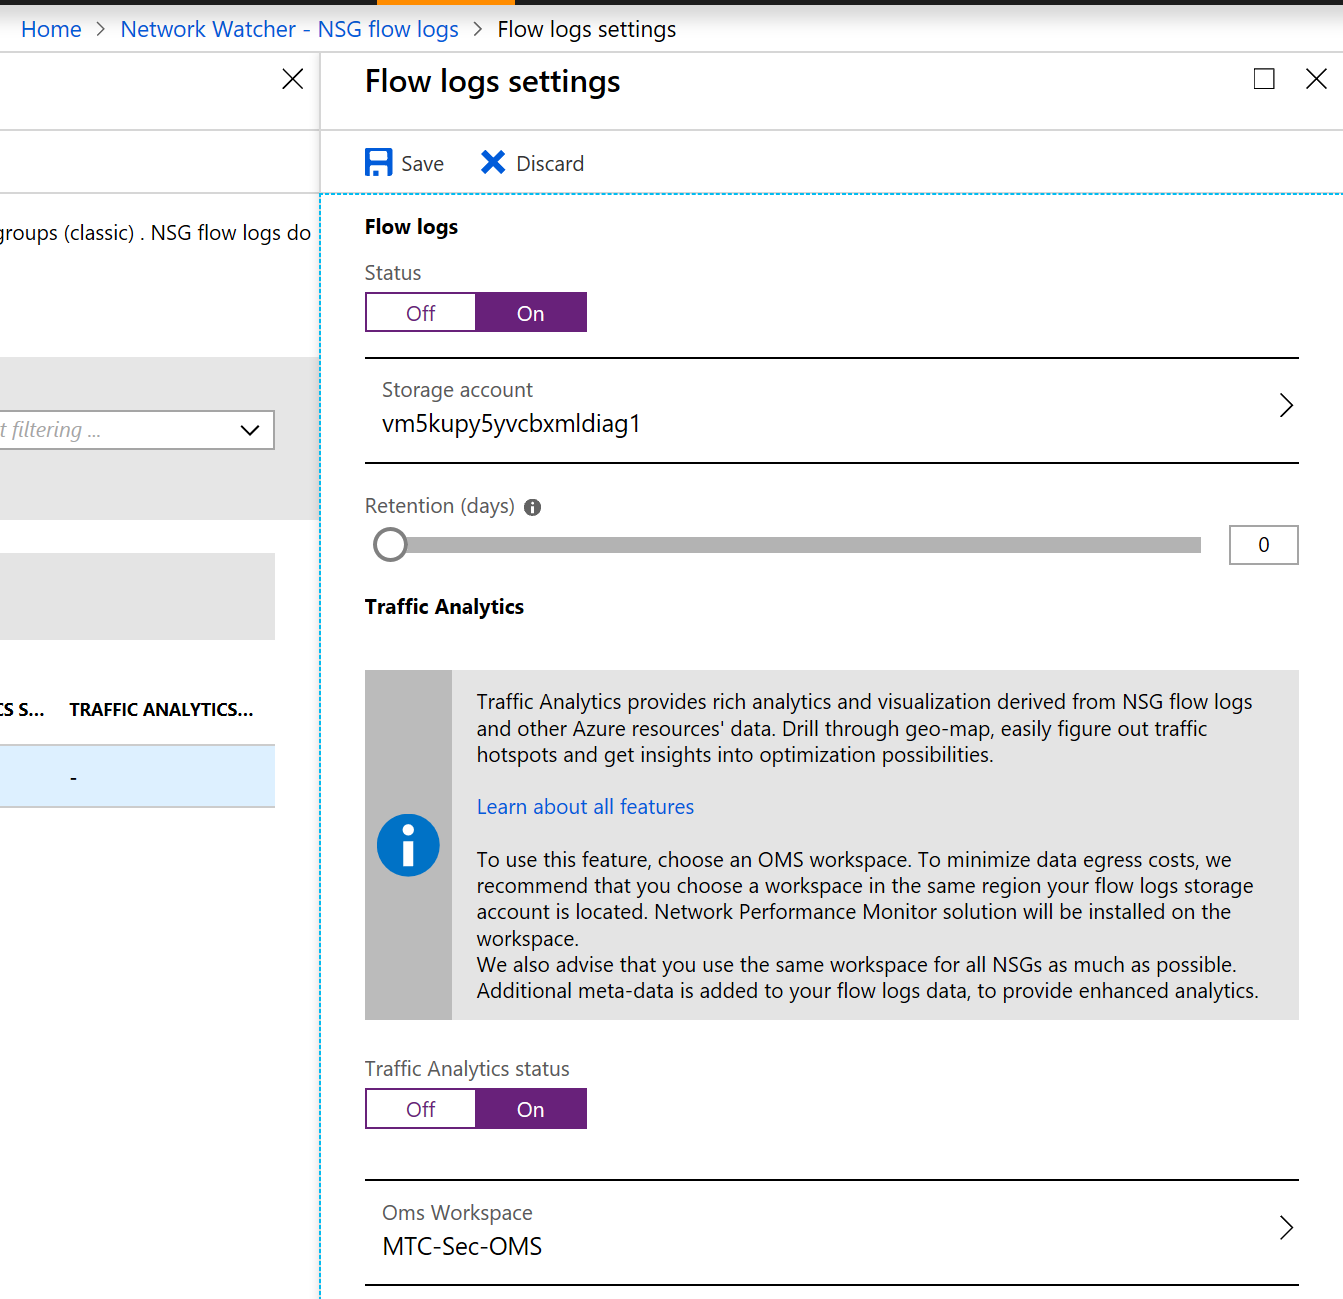 Home > Network Watcher - NSG flow logs > Flow logs settings
Flow logs settings
Save Discard
groups (classic) . NSG flow logs do
Flow logs
Status
Off On
Storage account
vm5kupy5yvcbxmldiag1
t filtering ...
Retention (days)
0
Traffic Analytics
CS S... TRAFFIC ANALYTICS...
-
Traffic Analytics provides rich analytics and visualization derived from NSG flow logs
and other Azure resources' data. Drill through geo-map, easily figure out traffic
hotspots and get insights into optimization possibilities.
Learn about all features
To use this feature, choose an OMS workspace. To minimize data egress costs, we
recommend that you choose a workspace in the same region your flow logs storage
account is located. Network Performance Monitor solution will be installed on the
workspace.
We also advise that you use the same workspace for all NSGs as much as possible.
Additional meta-data is added to your flow logs data, to provide enhanced analytics.
Traffic Analytics status
Off On
Oms Workspace
MTC-Sec-OMS